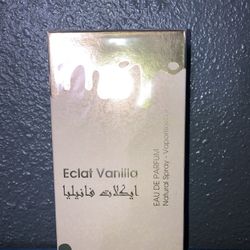 Eclat Vanilla
ايكلات فانيليا
EAU DE PARFUM
Natural Spray - Vaporisateur